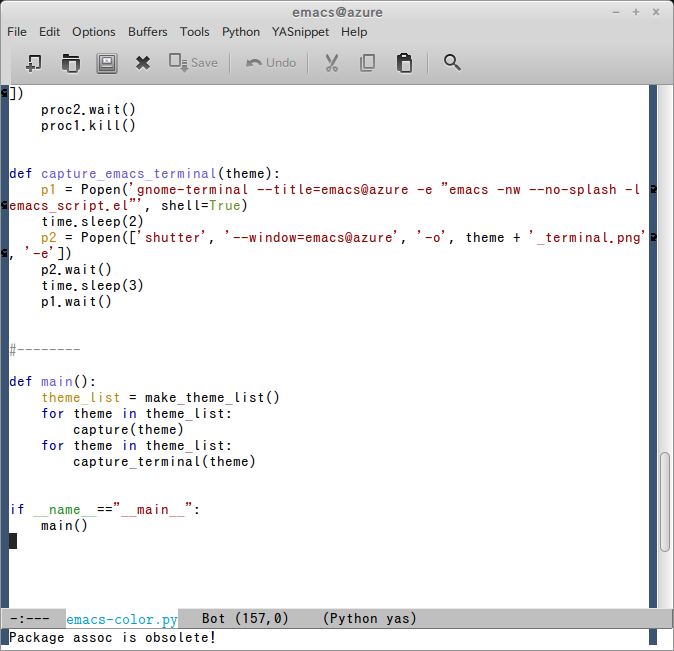 emacs@azure
File Edit Options Buffers Tools Python YASnippet Help
Save Undo
])
    proc2.wait()
    proc1.kill()
def capture_emacs_terminal(theme):
    p1 = Popen('gnome-terminal --title=emacs@azure -e "emacs -nw --no-splash -l
emacs_script.el"', shell=True)
    time.sleep(2)
    p2 = Popen(['shutter', '--window=emacs@azure', '-o', theme + '_terminal.png'
, '-e'])
    p2.wait()
    time.sleep(3)
    p1.wait()
#--------
def main():
    theme_list = make_theme_list()
    for theme in theme_list:
        capture(theme)
    for theme in theme_list:
        capture_terminal(theme)
if __name__=="__main__":
    main()
-:--- emacs-color.py Bot (157,0) (Python yas)
Package assoc is obsolete!